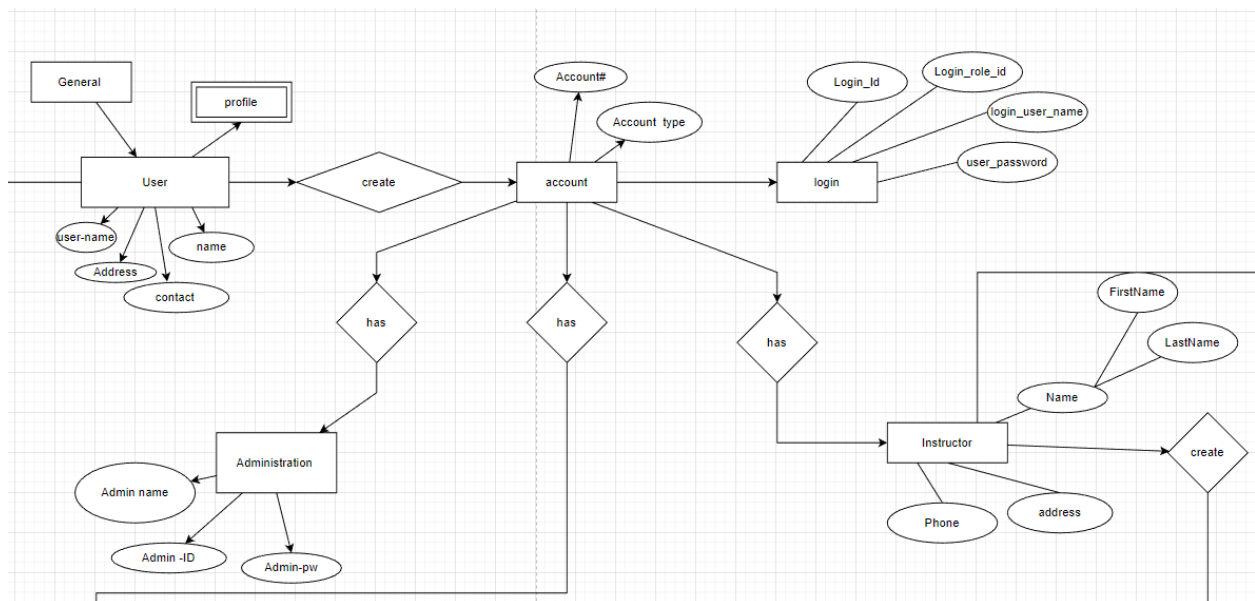 General
profile
User
user-name
Address
contact
name
create
Account#
Account type
account
Login_Id
Login_role_id
login_user_name
user_password
login
has
has
has
FirstName
LastName
Name
Instructor
create
Phone
address
Administration
Admin name
Admin -ID
Admin-pw